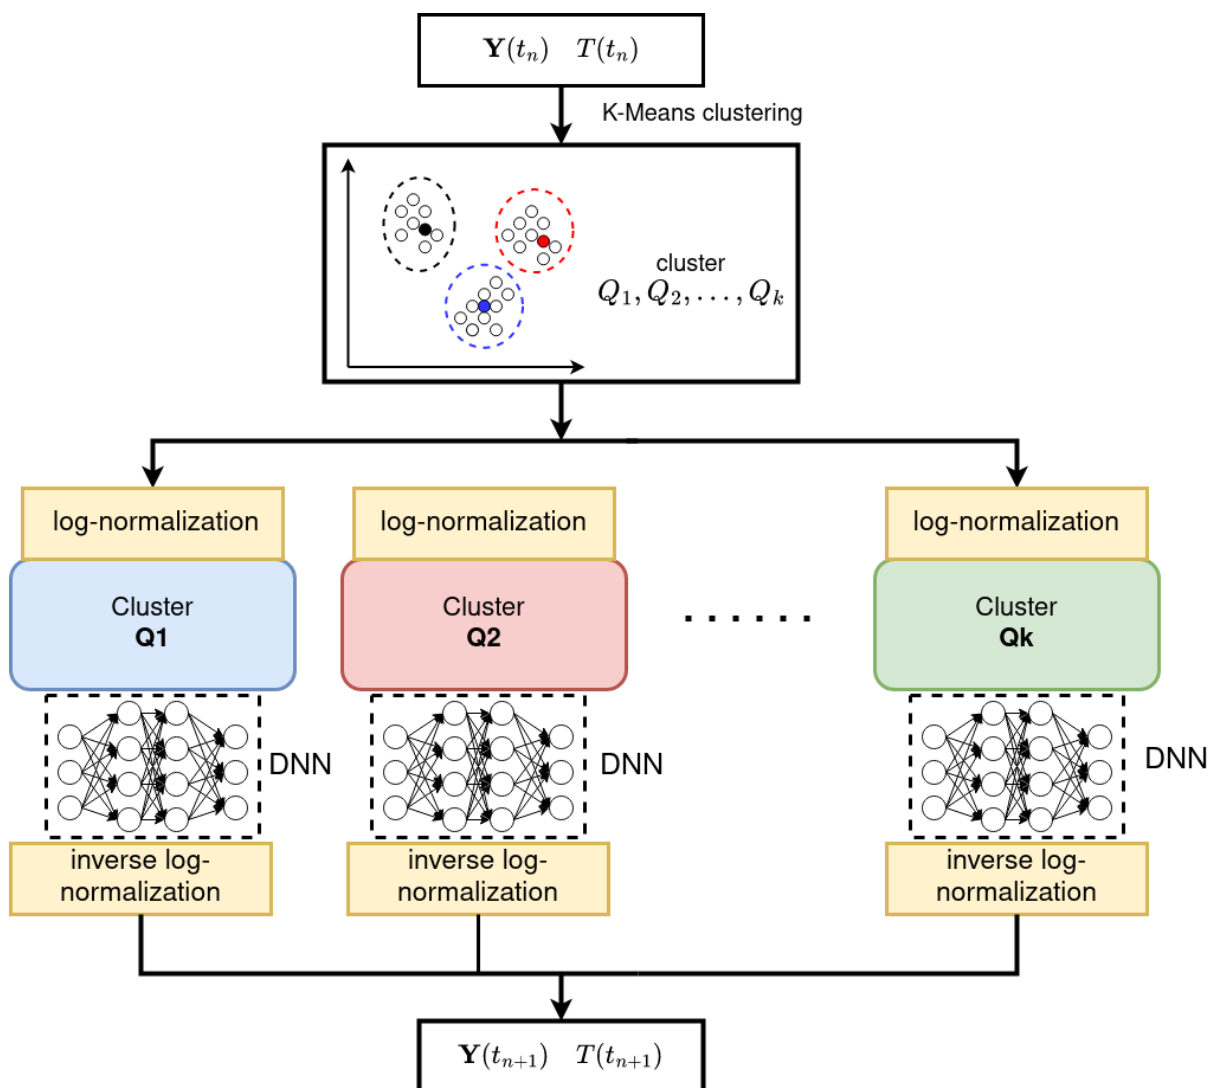 𝐘(tₙ) T(tₙ)
K-Means clustering
cluster
Q₁, Q₂, . . . , Qₖ
log-normalization
log-normalization
log-normalization
Cluster
Q1
Cluster
Q2
. . . . . .
Cluster
Qk
DNN
DNN
DNN
inverse log-
normalization
inverse log-
normalization
inverse log-
normalization
𝐘(tₙ₊₁) T(tₙ₊₁)